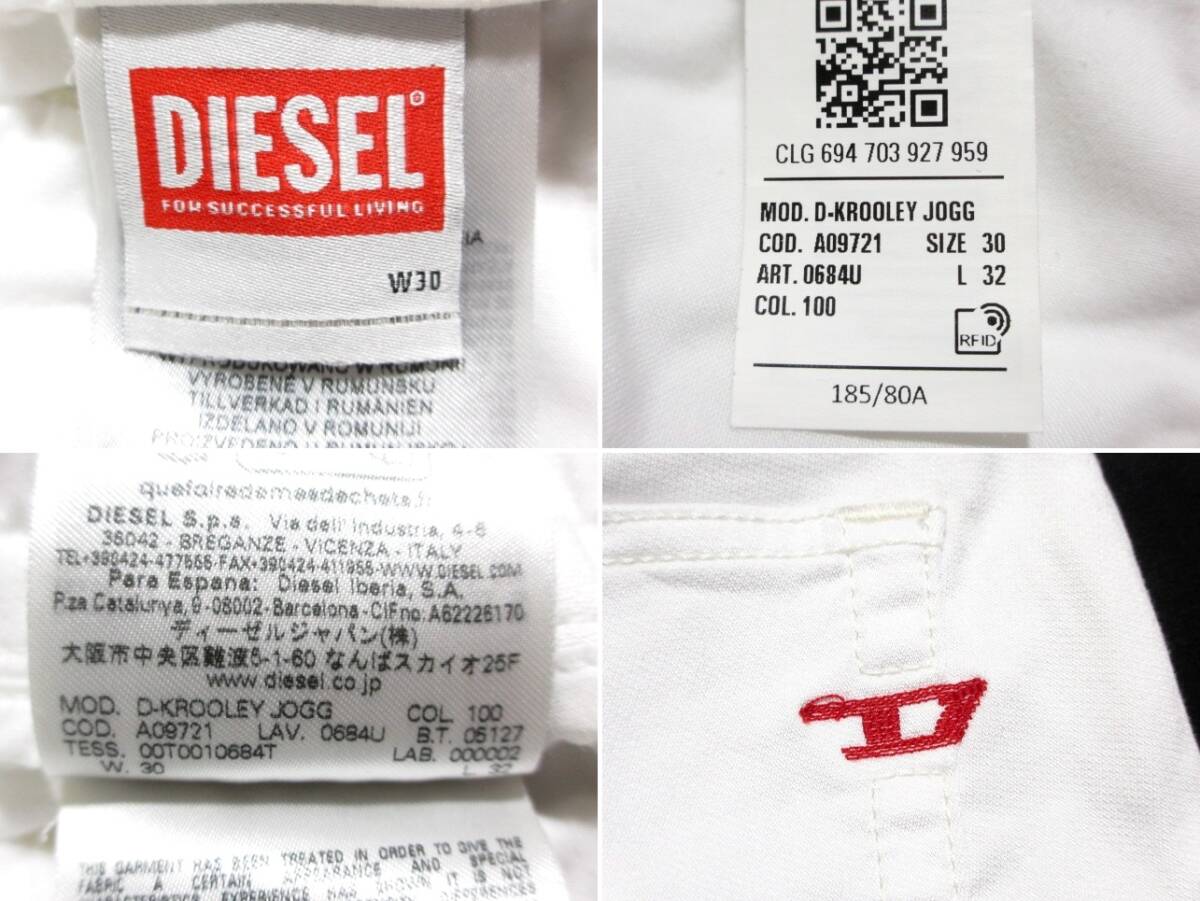 DIESEL
FOR SUCCESSFUL LIVING
W30
VYROBENÉ V RUMUNSKU
TILLVERKAD I RUMÄNIEN
IZDELANO V ROMUNIJI
CLG 694 703 927 959
MOD. D-KROOLEY JOGG
COD. A09721 SIZE 30
ART. 0684U L 32
COL. 100
RFID
185/80A
quefairedemesdechets.fr
DIESEL S.p.a. Via dell' Industria, 4-6
36042 - BREGANZE - VICENZA - ITALY
TEL+390424-477555-FAX+390424-411955-WWW.DIESEL.COM
Para Espana: Diesel Iberia, S.A.
P.za Catalunya, 9-08002-Barcelona-CIFno:A62226170
ディーゼルジャパン(株)
大阪市中央区難波5-1-60 なんばスカイオ25F
www.diesel.co.jp
MOD. D-KROOLEY JOGG COL 100
COD. A09721 LAV. 0684U B.T. 05127
TESS. 00T0010684T LAB. 000002
W. 30 L 32
THIS GARMENT HAS BEEN TREATED IN ORDER TO GIVE THE
FABRIC A CERTAIN APPEARANCE AND SPECIAL
D